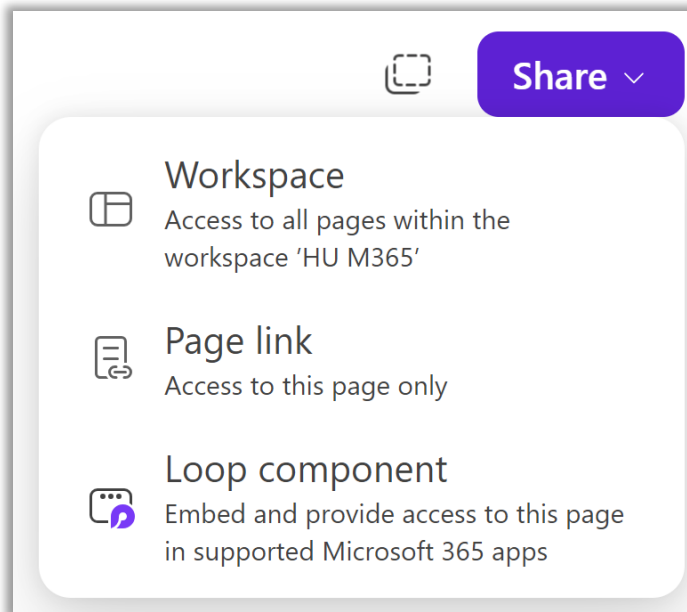 Share
Workspace
Access to all pages within the
workspace ‘HU M365’
Page link
Access to this page only
Loop component
Embed and provide access to this page
in supported Microsoft 365 apps